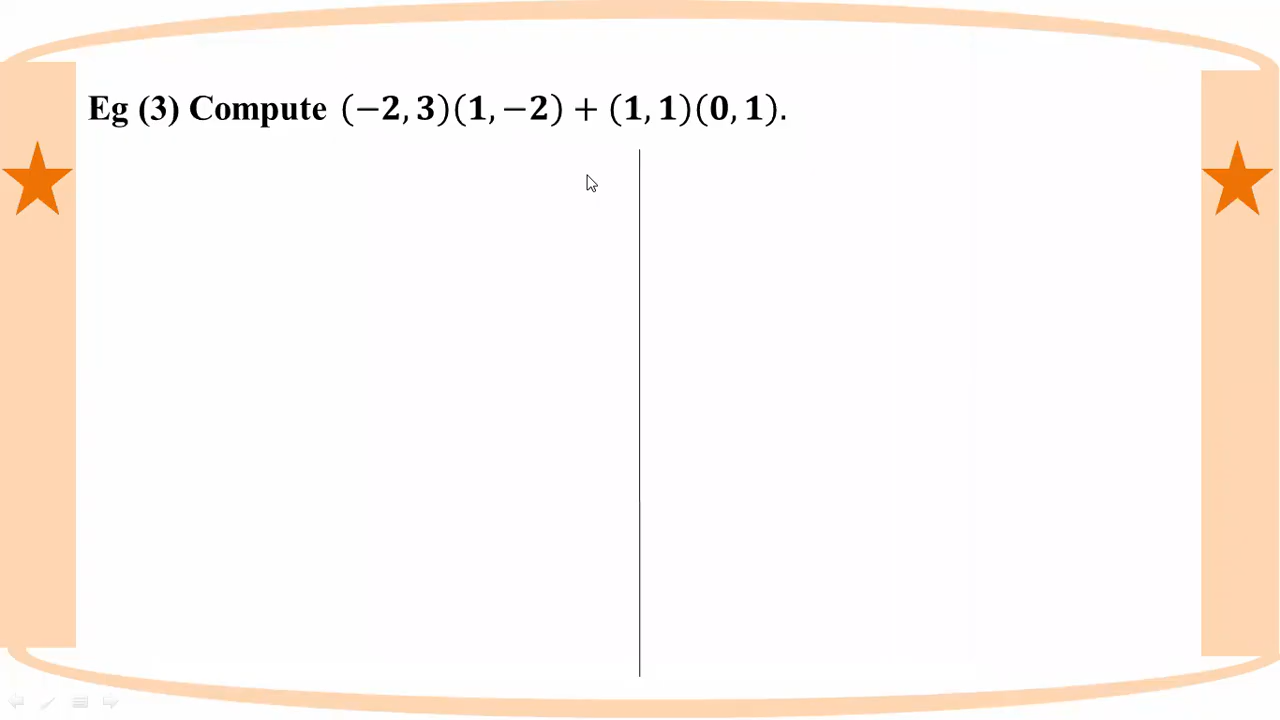 Eg (3) Compute (−2, 3)(1, −2) + (1, 1)(0, 1).